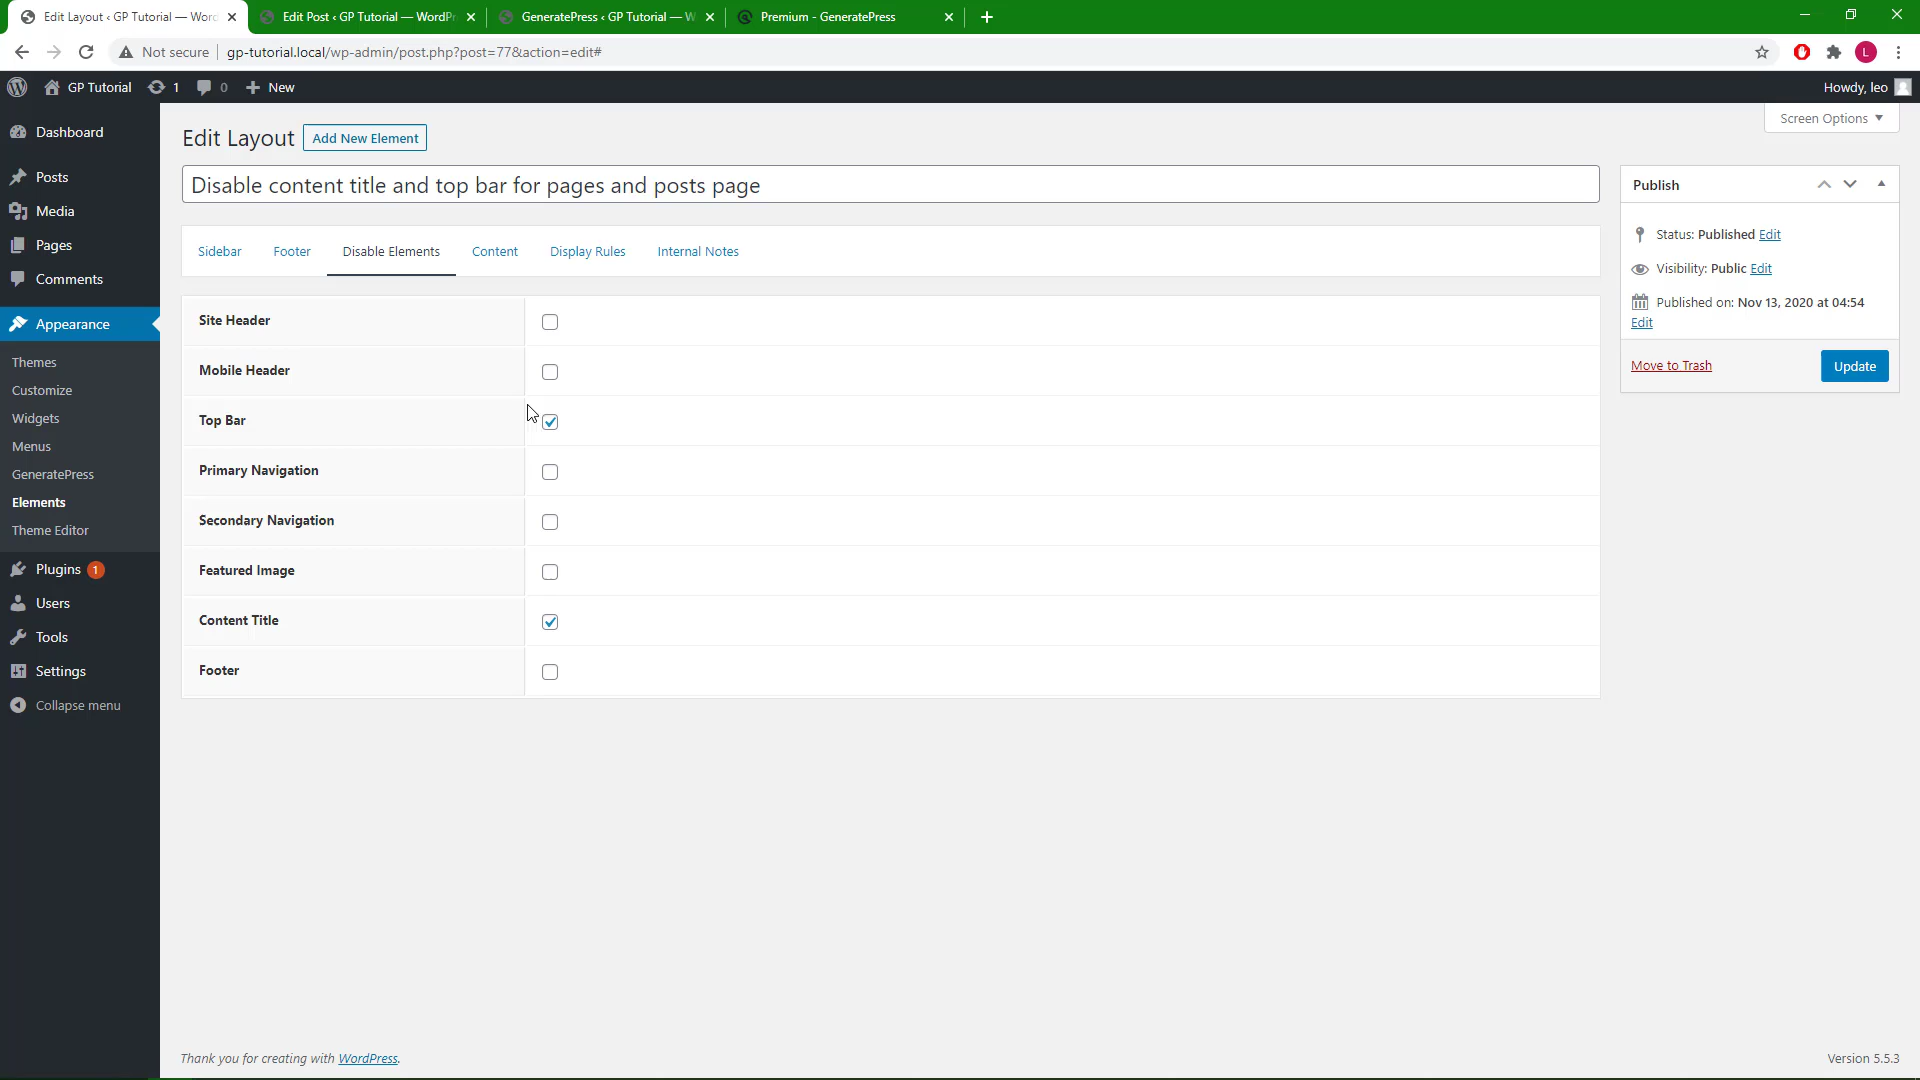 Edit Layout ‹ GP Tutorial — Word
Edit Post ‹ GP Tutorial — WordPr
GeneratePress ‹ GP Tutorial — W
Premium - GeneratePress
Not secure
gp-tutorial.local/wp-admin/post.php?post=77&action=edit#
L
GP Tutorial
1
0
New
Howdy, leo
Dashboard
Posts
Media
Pages
Comments
Appearance
Themes
Customize
Widgets
Menus
GeneratePress
Elements
Theme Editor
Plugins 1
Users
Tools
Settings
Collapse menu
Screen Options
Edit Layout
Add New Element
Disable content title and top bar for pages and posts page
Sidebar
Footer
Disable Elements
Content
Display Rules
Internal Notes
Site Header
Mobile Header
Top Bar
Primary Navigation
Secondary Navigation
Featured Image
Content Title
Footer
Publish
Status: Published Edit
Visibility: Public Edit
Published on: Nov 13, 2020 at 04:54
Edit
Move to Trash
Update
Thank you for creating with WordPress.
Version 5.5.3